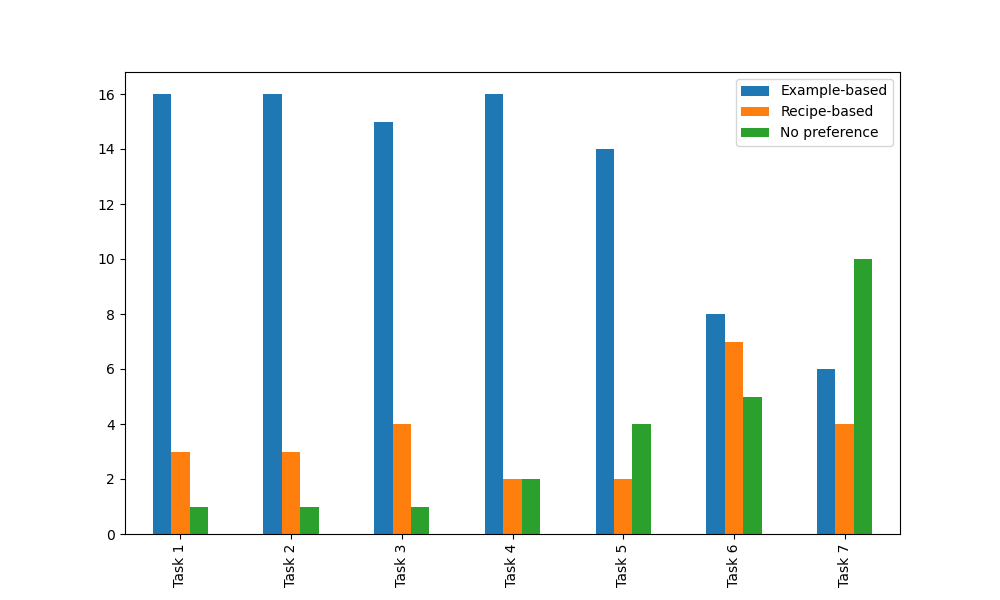 16
14
12
10
8
6
4
2
0
Example-based
Recipe-based
No preference
Task 1
Task 2
Task 3
Task 4
Task 5
Task 6
Task 7